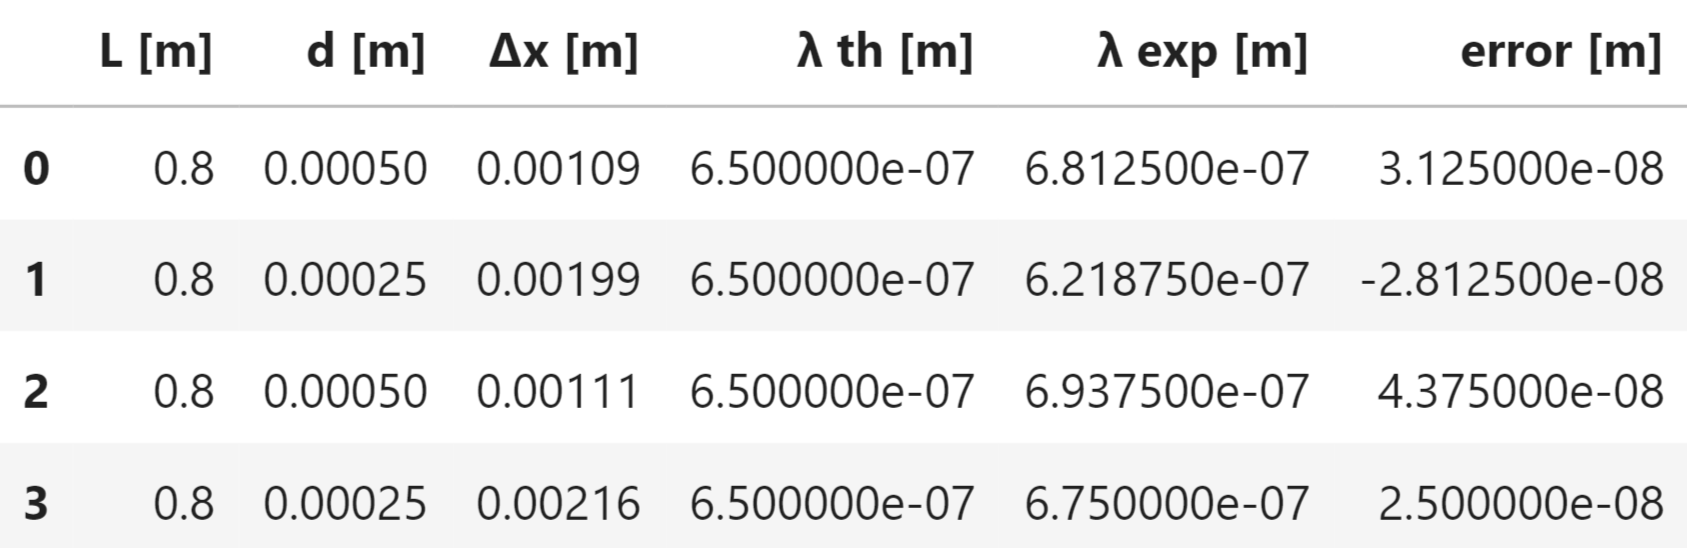 L [m] d [m] Δx [m] λ th [m] λ exp [m] error [m]
0 0.8 0.00050 0.00109 6.500000e-07 6.812500e-07 3.125000e-08
1 0.8 0.00025 0.00199 6.500000e-07 6.218750e-07 -2.812500e-08
2 0.8 0.00050 0.00111 6.500000e-07 6.937500e-07 4.375000e-08
3 0.8 0.00025 0.00216 6.500000e-07 6.750000e-07 2.500000e-08